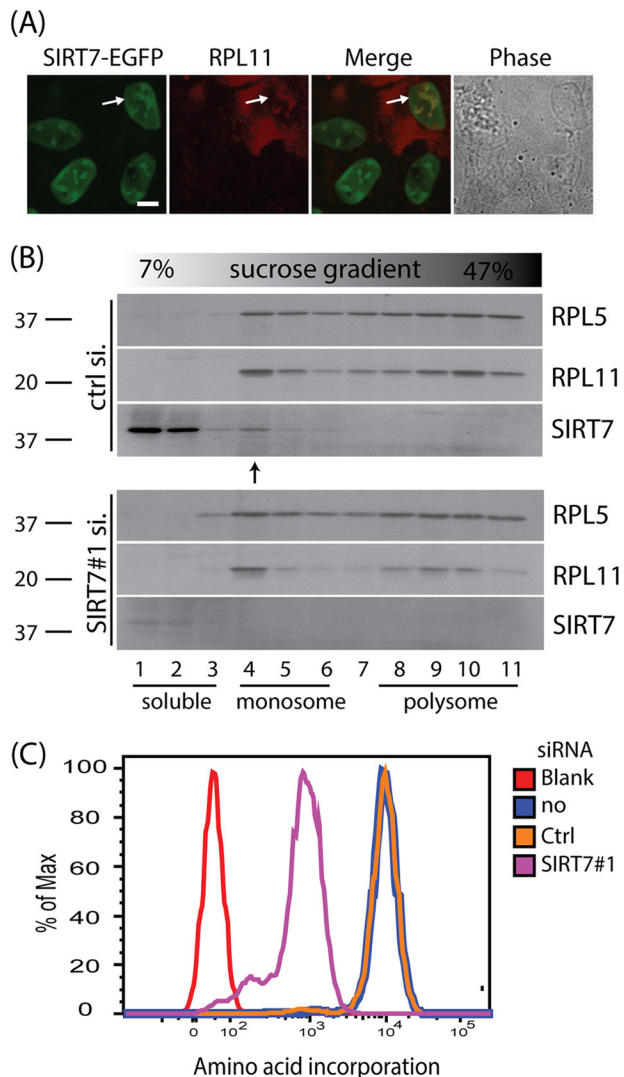 (A)
SIRT7-EGFP RPL11 Merge Phase
(B)
7% sucrose gradient 47%
ctrl si.
37 RPL5
20 RPL11
37 SIRT7
SIRT7#1 si.
37 RPL5
20 RPL11
37 SIRT7
1 2 3 4 5 6 7 8 9 10 11
soluble monosome polysome
(C)
siRNA
Blank
no
Ctrl
SIRT7#1
% of Max
100
80
60
40
20
0
0 10² 10³ 10⁴ 10⁵
Amino acid incorporation